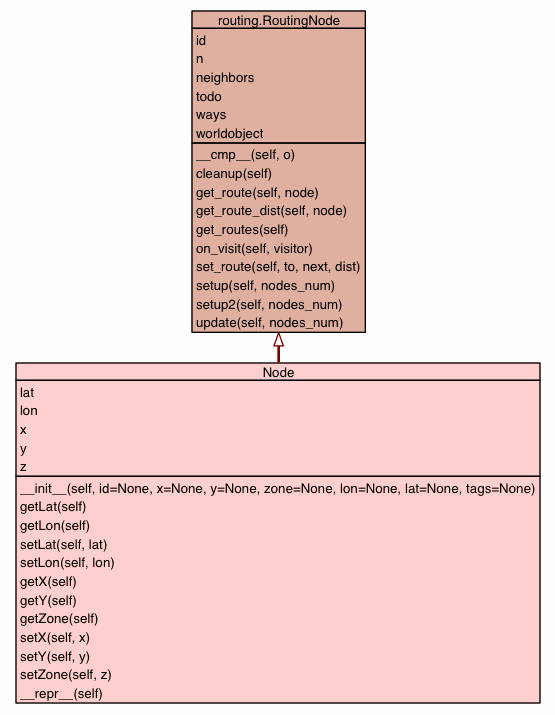 routing.RoutingNode
id
n
neighbors
todo
ways
worldobject
__cmp__(self, o)
cleanup(self)
get_route(self, node)
get_route_dist(self, node)
get_routes(self)
on_visit(self, visitor)
set_route(self, to, next, dist)
setup(self, nodes_num)
setup2(self, nodes_num)
update(self, nodes_num)
Node
lat
lon
x
y
z
__init__(self, id=None, x=None, y=None, zone=None, lon=None, lat=None, tags=None)
getLat(self)
getLon(self)
setLat(self, lat)
setLon(self, lon)
getX(self)
getY(self)
getZone(self)
setX(self, x)
setY(self, y)
setZone(self, z)
__repr__(self)